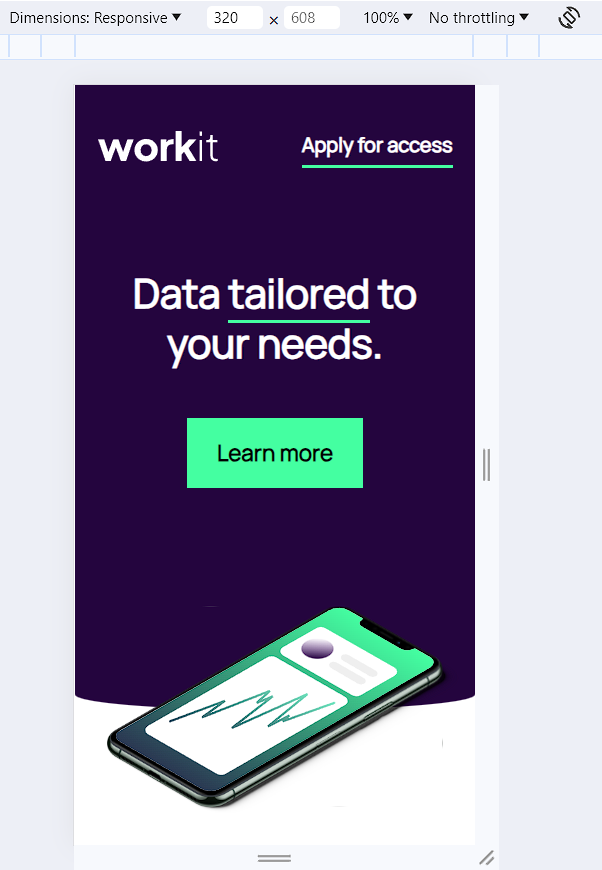 Dimensions: Responsive ▼ 320 × 608 100% ▼ No throttling ▼
workit Apply for access
Data tailored to
your needs.
Learn more